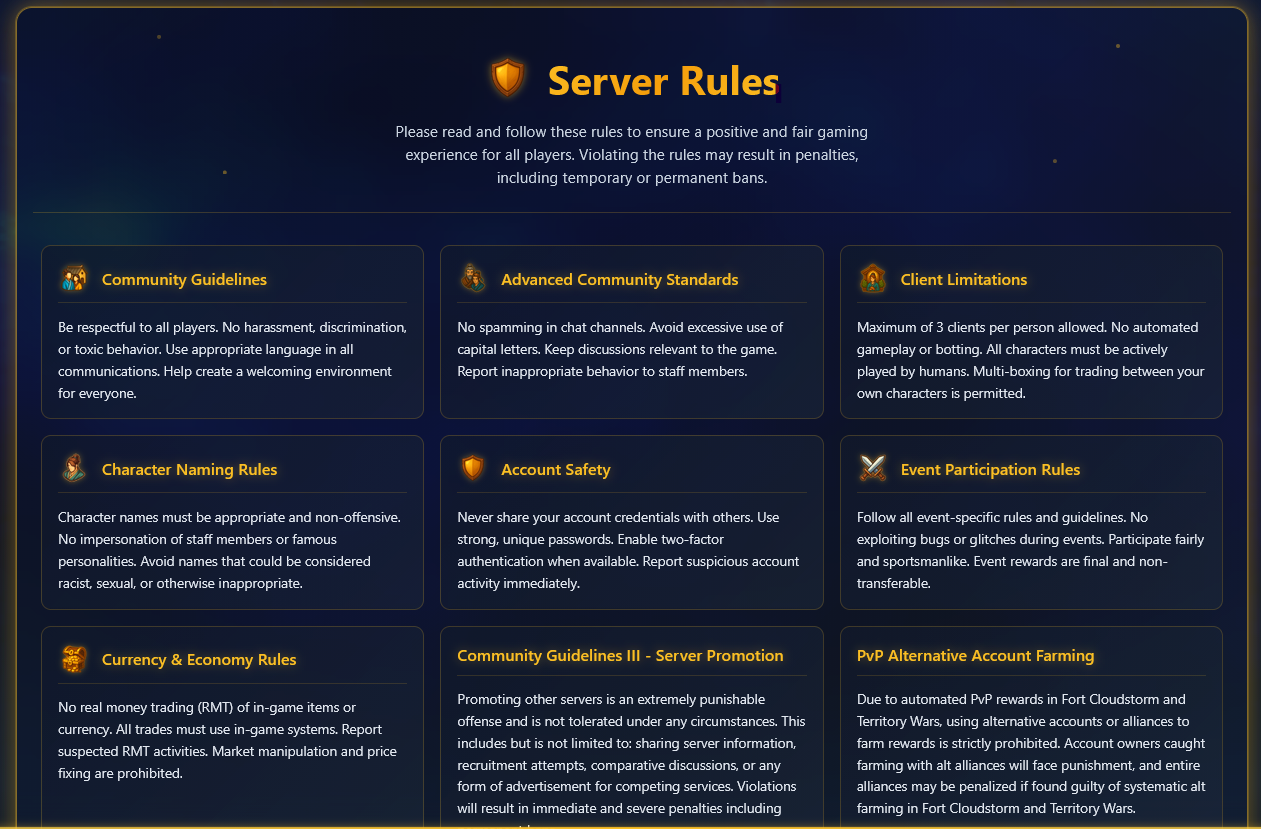 Server Rules
Please read and follow these rules to ensure a positive and fair gaming
experience for all players. Violating the rules may result in penalties,
including temporary or permanent bans.
Community Guidelines
Be respectful to all players. No harassment, discrimination,
or toxic behavior. Use appropriate language in all
communications. Help create a welcoming environment
for everyone.
Advanced Community Standards
No spamming in chat channels. Avoid excessive use of
capital letters. Keep discussions relevant to the game.
Report inappropriate behavior to staff members.
Client Limitations
Maximum of 3 clients per person allowed. No automated
gameplay or botting. All characters must be actively
played by humans. Multi-boxing for trading between your
own characters is permitted.
Character Naming Rules
Character names must be appropriate and non-offensive.
No impersonation of staff members or famous
personalities. Avoid names that could be considered
racist, sexual, or otherwise inappropriate.
Account Safety
Never share your account credentials with others. Use
strong, unique passwords. Enable two-factor
authentication when available. Report suspicious account
activity immediately.
Event Participation Rules
Follow all event-specific rules and guidelines. No
exploiting bugs or glitches during events. Participate fairly
and sportsmanlike. Event rewards are final and non-
transferable.
Currency & Economy Rules
No real money trading (RMT) of in-game items or
currency. All trades must use in-game systems. Report
suspected RMT activities. Market manipulation and price
fixing are prohibited.
Community Guidelines III - Server Promotion
Promoting other servers is an extremely punishable
offense and is not tolerated under any circumstances. This
includes but is not limited to: sharing server information,
recruitment attempts, comparative discussions, or any
form of advertisement for competing services. Violations
will result in immediate and severe penalties including
PvP Alternative Account Farming
Due to automated PvP rewards in Fort Cloudstorm and
Territory Wars, using alternative accounts or alliances to
farm rewards is strictly prohibited. Account owners caught
farming with alt alliances will face punishment, and entire
alliances may be penalized if found guilty of systematic alt
farming in Fort Cloudstorm and Territory Wars.